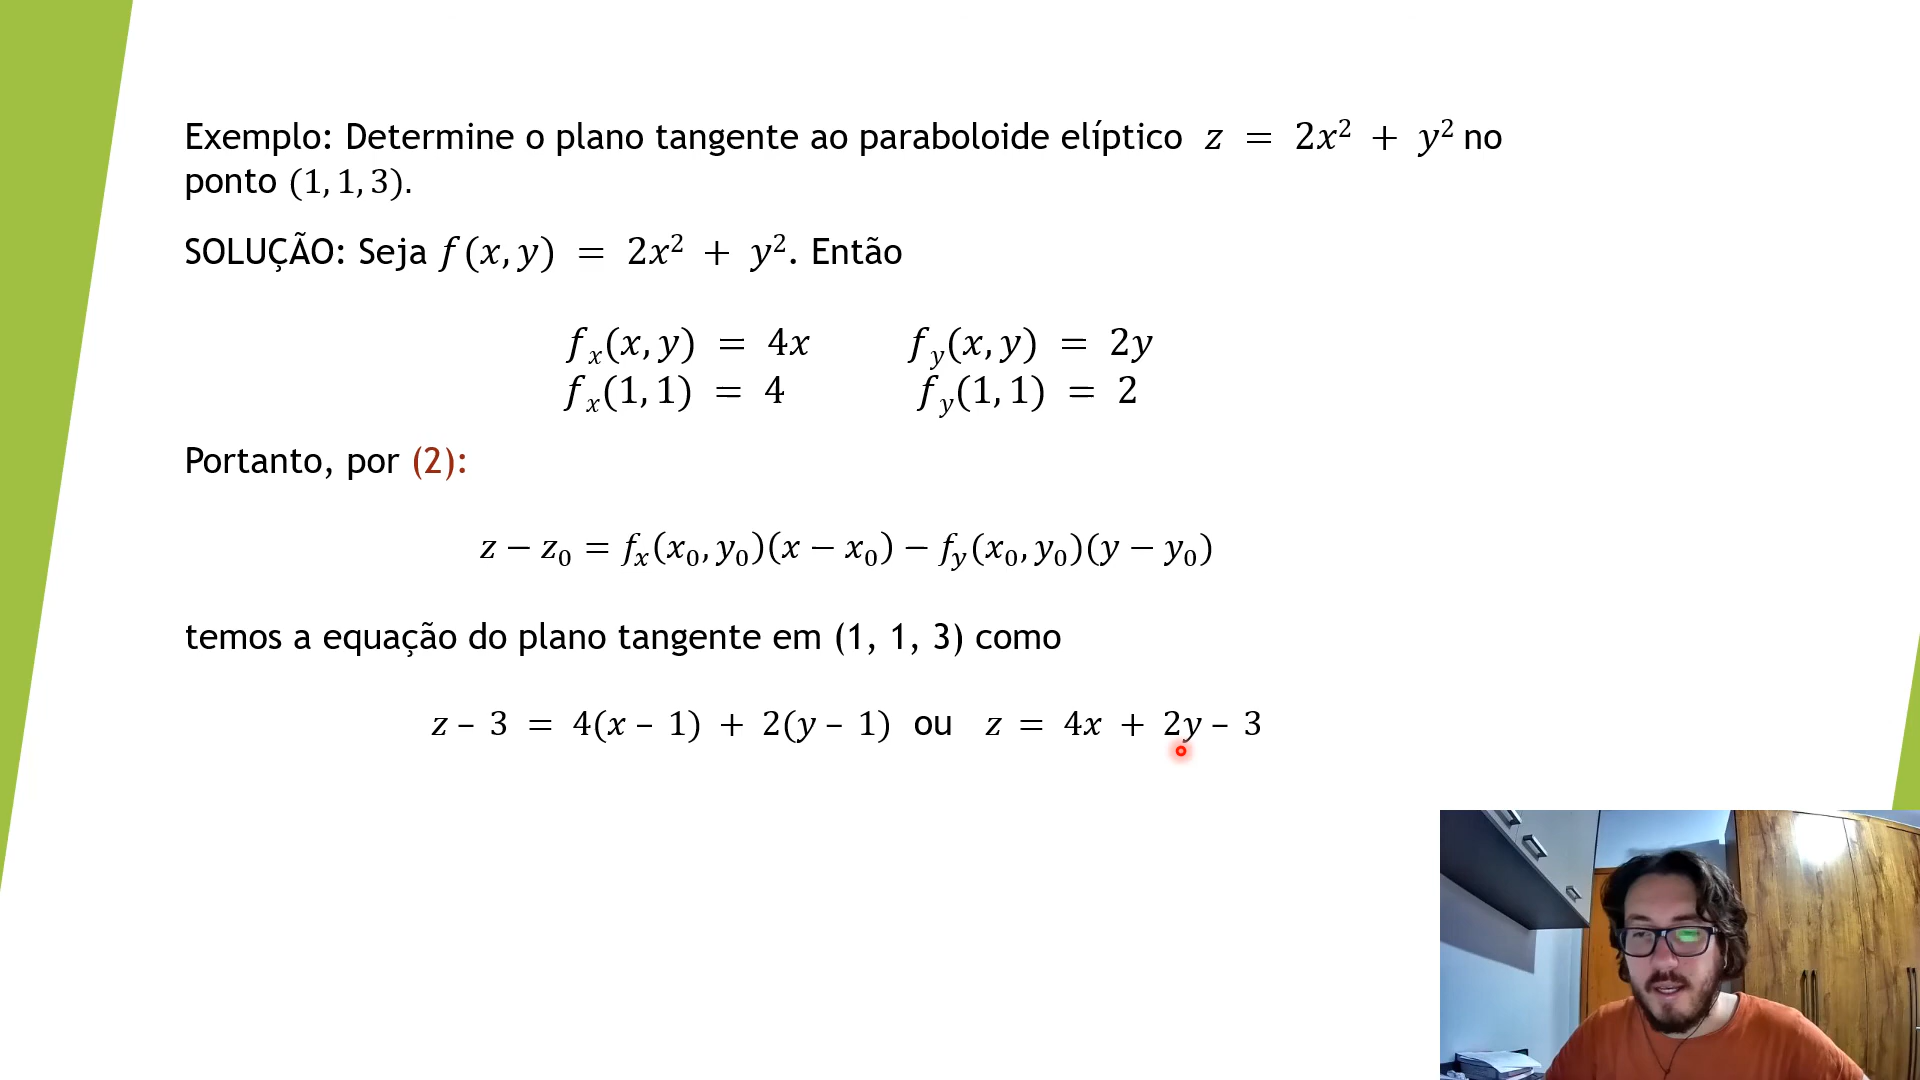 Exemplo: Determine o plano tangente ao paraboloide elíptico z = 2x² + y² no
ponto (1, 1, 3).
SOLUÇÃO: Seja f(x, y) = 2x² + y². Então
fₓ(x, y) = 4x f_y(x, y) = 2y
fₓ(1, 1) = 4 f_y(1, 1) = 2
Portanto, por (2):
z − z₀ = fₓ(x₀, y₀)(x − x₀) − f_y(x₀, y₀)(y − y₀)
temos a equação do plano tangente em (1, 1, 3) como
z – 3 = 4(x – 1) + 2(y – 1) ou z = 4x + 2y – 3